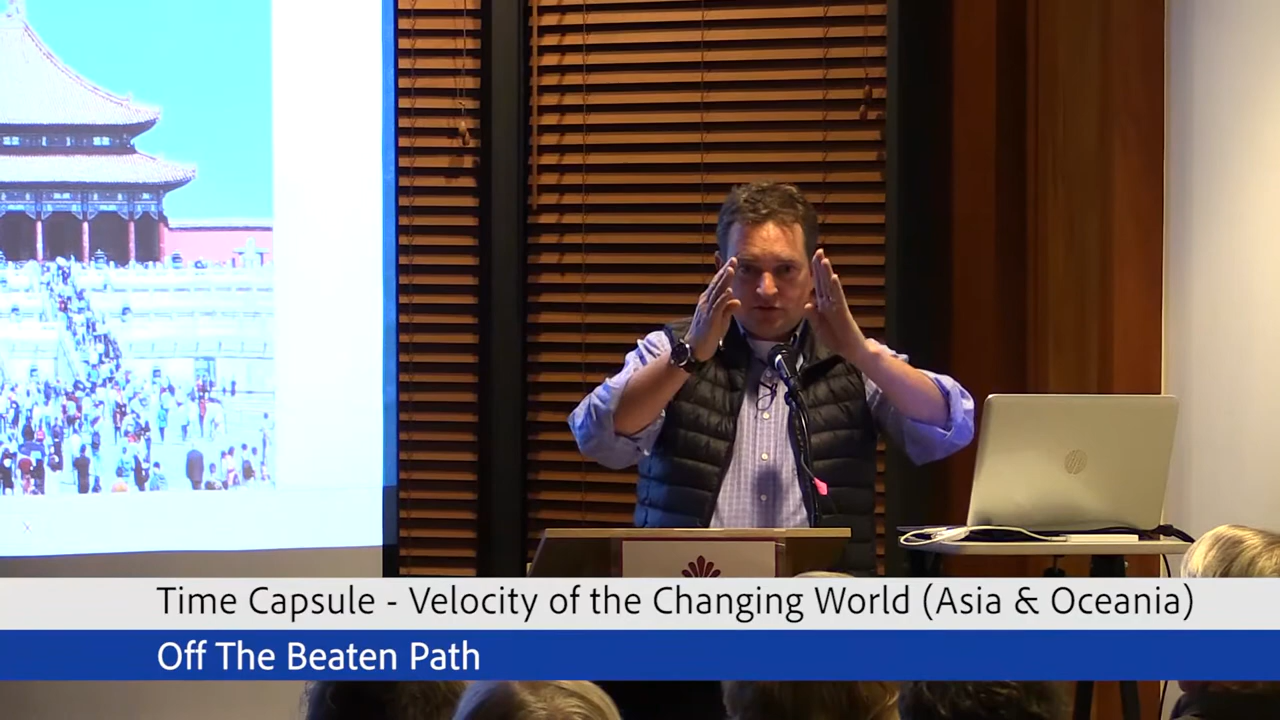 Time Capsule - Velocity of the Changing World (Asia & Oceania)
Off The Beaten Path